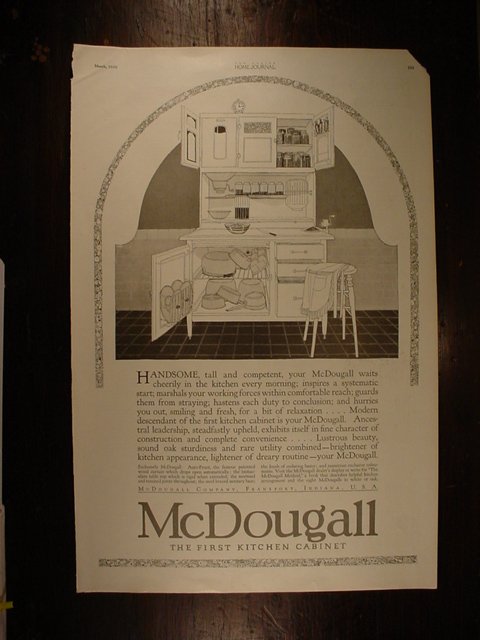 HOME JOURNAL
HANDSOME, tall and competent, your McDougall waits
cheerily in the kitchen every morning; inspires a systematic
start; marshals your working forces within comfortable reach; guards
them from straying; hastens each duty to conclusion; and hurries
you out, smiling and fresh, for a bit of relaxation .... Modern
descendant of the first kitchen cabinet is your McDougall. Ances-
tral leadership, steadfastly upheld, exhibits itself in fine character of
construction and complete convenience .... Lustrous beauty,
sound oak sturdiness and rare utility combined—brightener of
kitchen appearance, lightener of dreary routine—your McDougall.
McDougall Company, Frankfort, Indiana, U.S.A
McDougall
THE FIRST KITCHEN CABINET